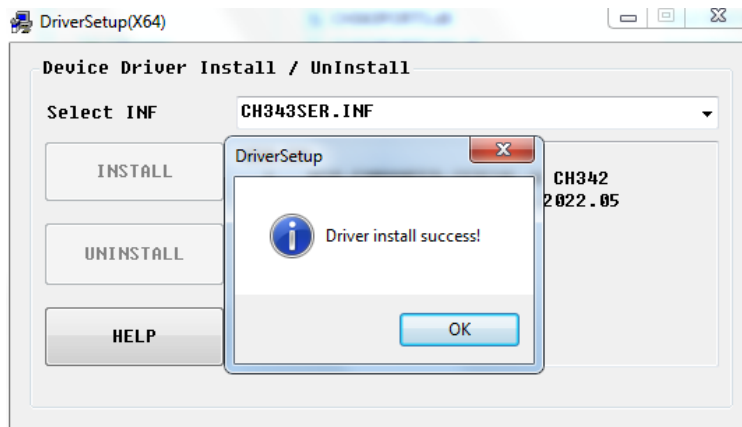 DriverSetup(X64)
Device Driver Install / UnInstall
Select INF
CH343SER.INF
INSTALL
DriverSetup
CH342
2022.05
Driver install success!
UNINSTALL
OK
HELP